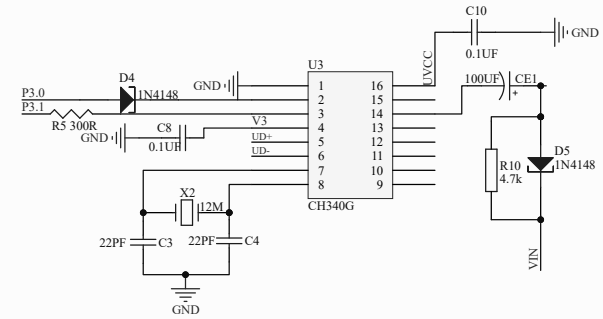 C10
GND
0.1UF
UVCC
U3
D4
1N4148
GND
100UF
CE1
+
P3.0
P3.1
R5 300R
1
2
3
4
5
6
7
8
16
15
14
13
12
11
10
9
V3
UD+
UD-
GND
C8
0.1UF
CH340G
R10
4.7k
D5
1N4148
X2
12M
22PF
C3
22PF
C4
GND
VIN